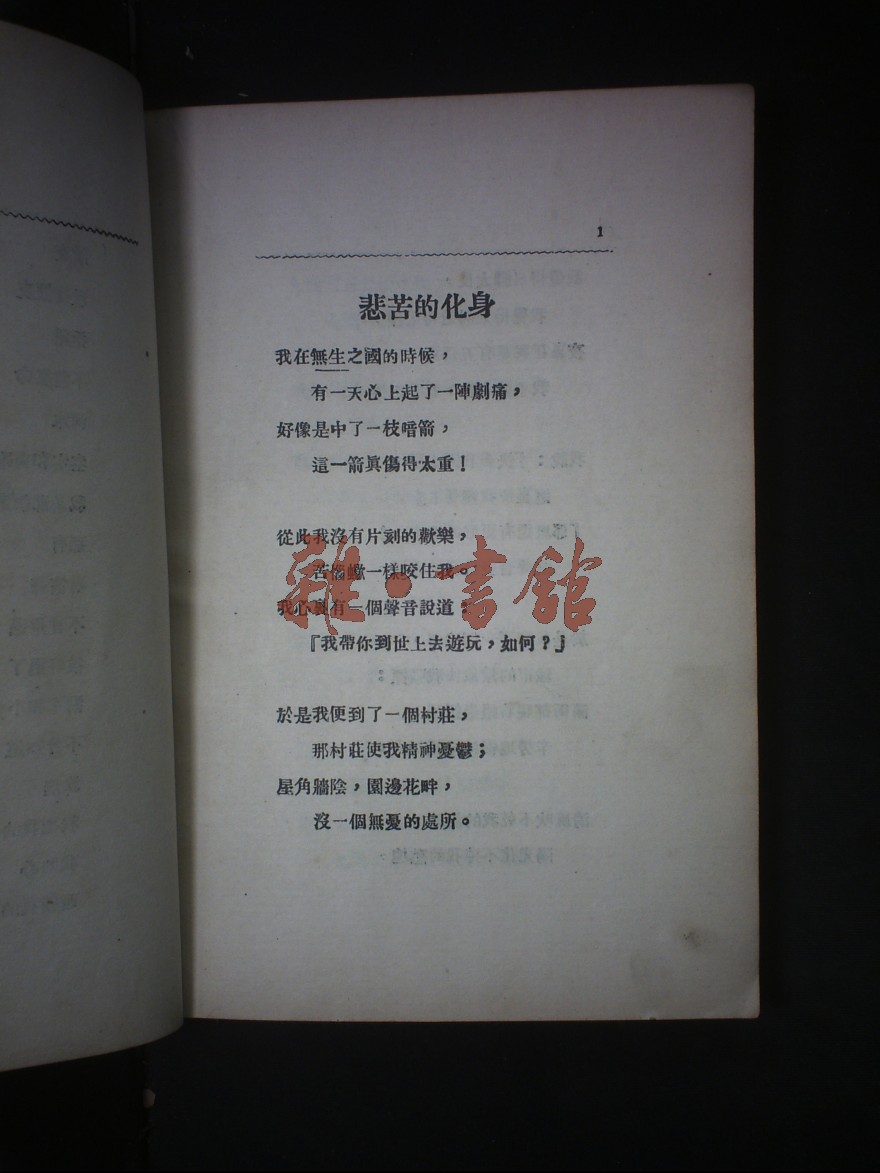 1
悲苦的化身
我在無生之國的時候，
有一天心上起了一陣劇痛，
好像是中了一枝暗箭，
這一箭眞傷得太重！
從此我沒有片刻的歡樂，
苦惱蠍一樣咬住我。
我心裏有一個聲音說道：
『我帶你到世上去遊玩，如何？』
於是我便到了一個村莊，
那村莊使我精神憂鬱；
屋角牆陰，園邊花畔，
沒一個無憂的處所。
雜·書館